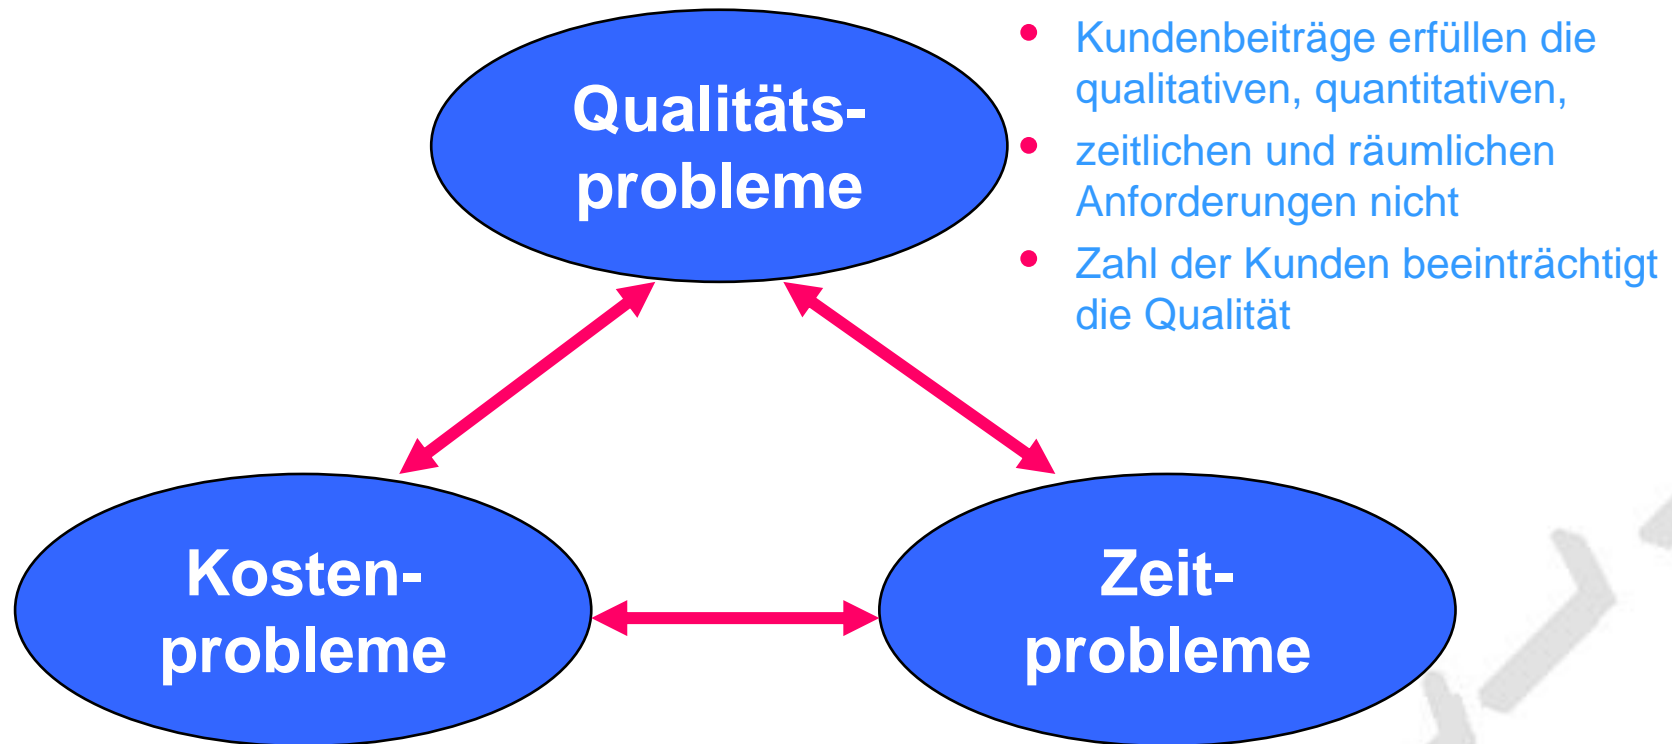 Qualitäts-
probleme
• Kundenbeiträge erfüllen die
qualitativen, quantitativen,
• zeitlichen und räumlichen
Anforderungen nicht
• Zahl der Kunden beeinträchtigt
die Qualität
Kosten-
probleme
Zeit-
probleme